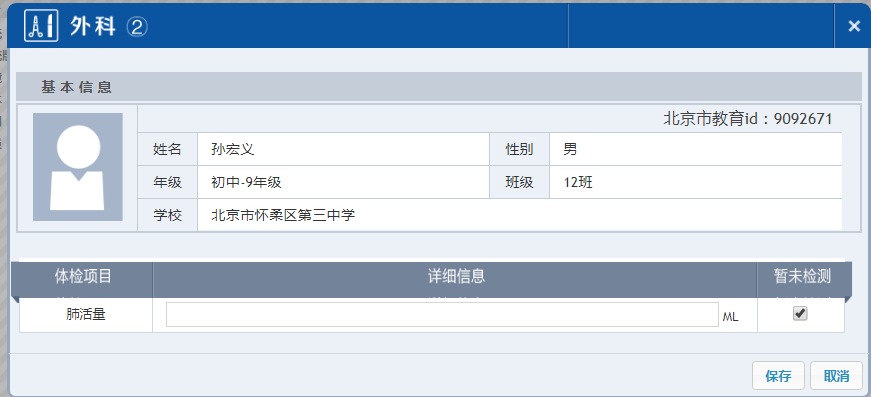 外科 ②
基本信息
北京市教育id：9092671
姓名 孙宏义 性别 男
年级 初中-9年级 班级 12班
学校 北京市怀柔区第三中学
体检项目 详细信息 暂未检测
肺活量 ML
保存 取消